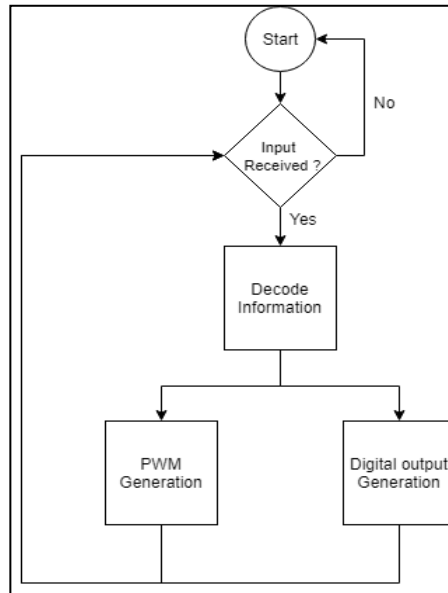 Start
No
Input
Received ?
Yes
Decode
Information
PWM
Generation
Digital output
Generation